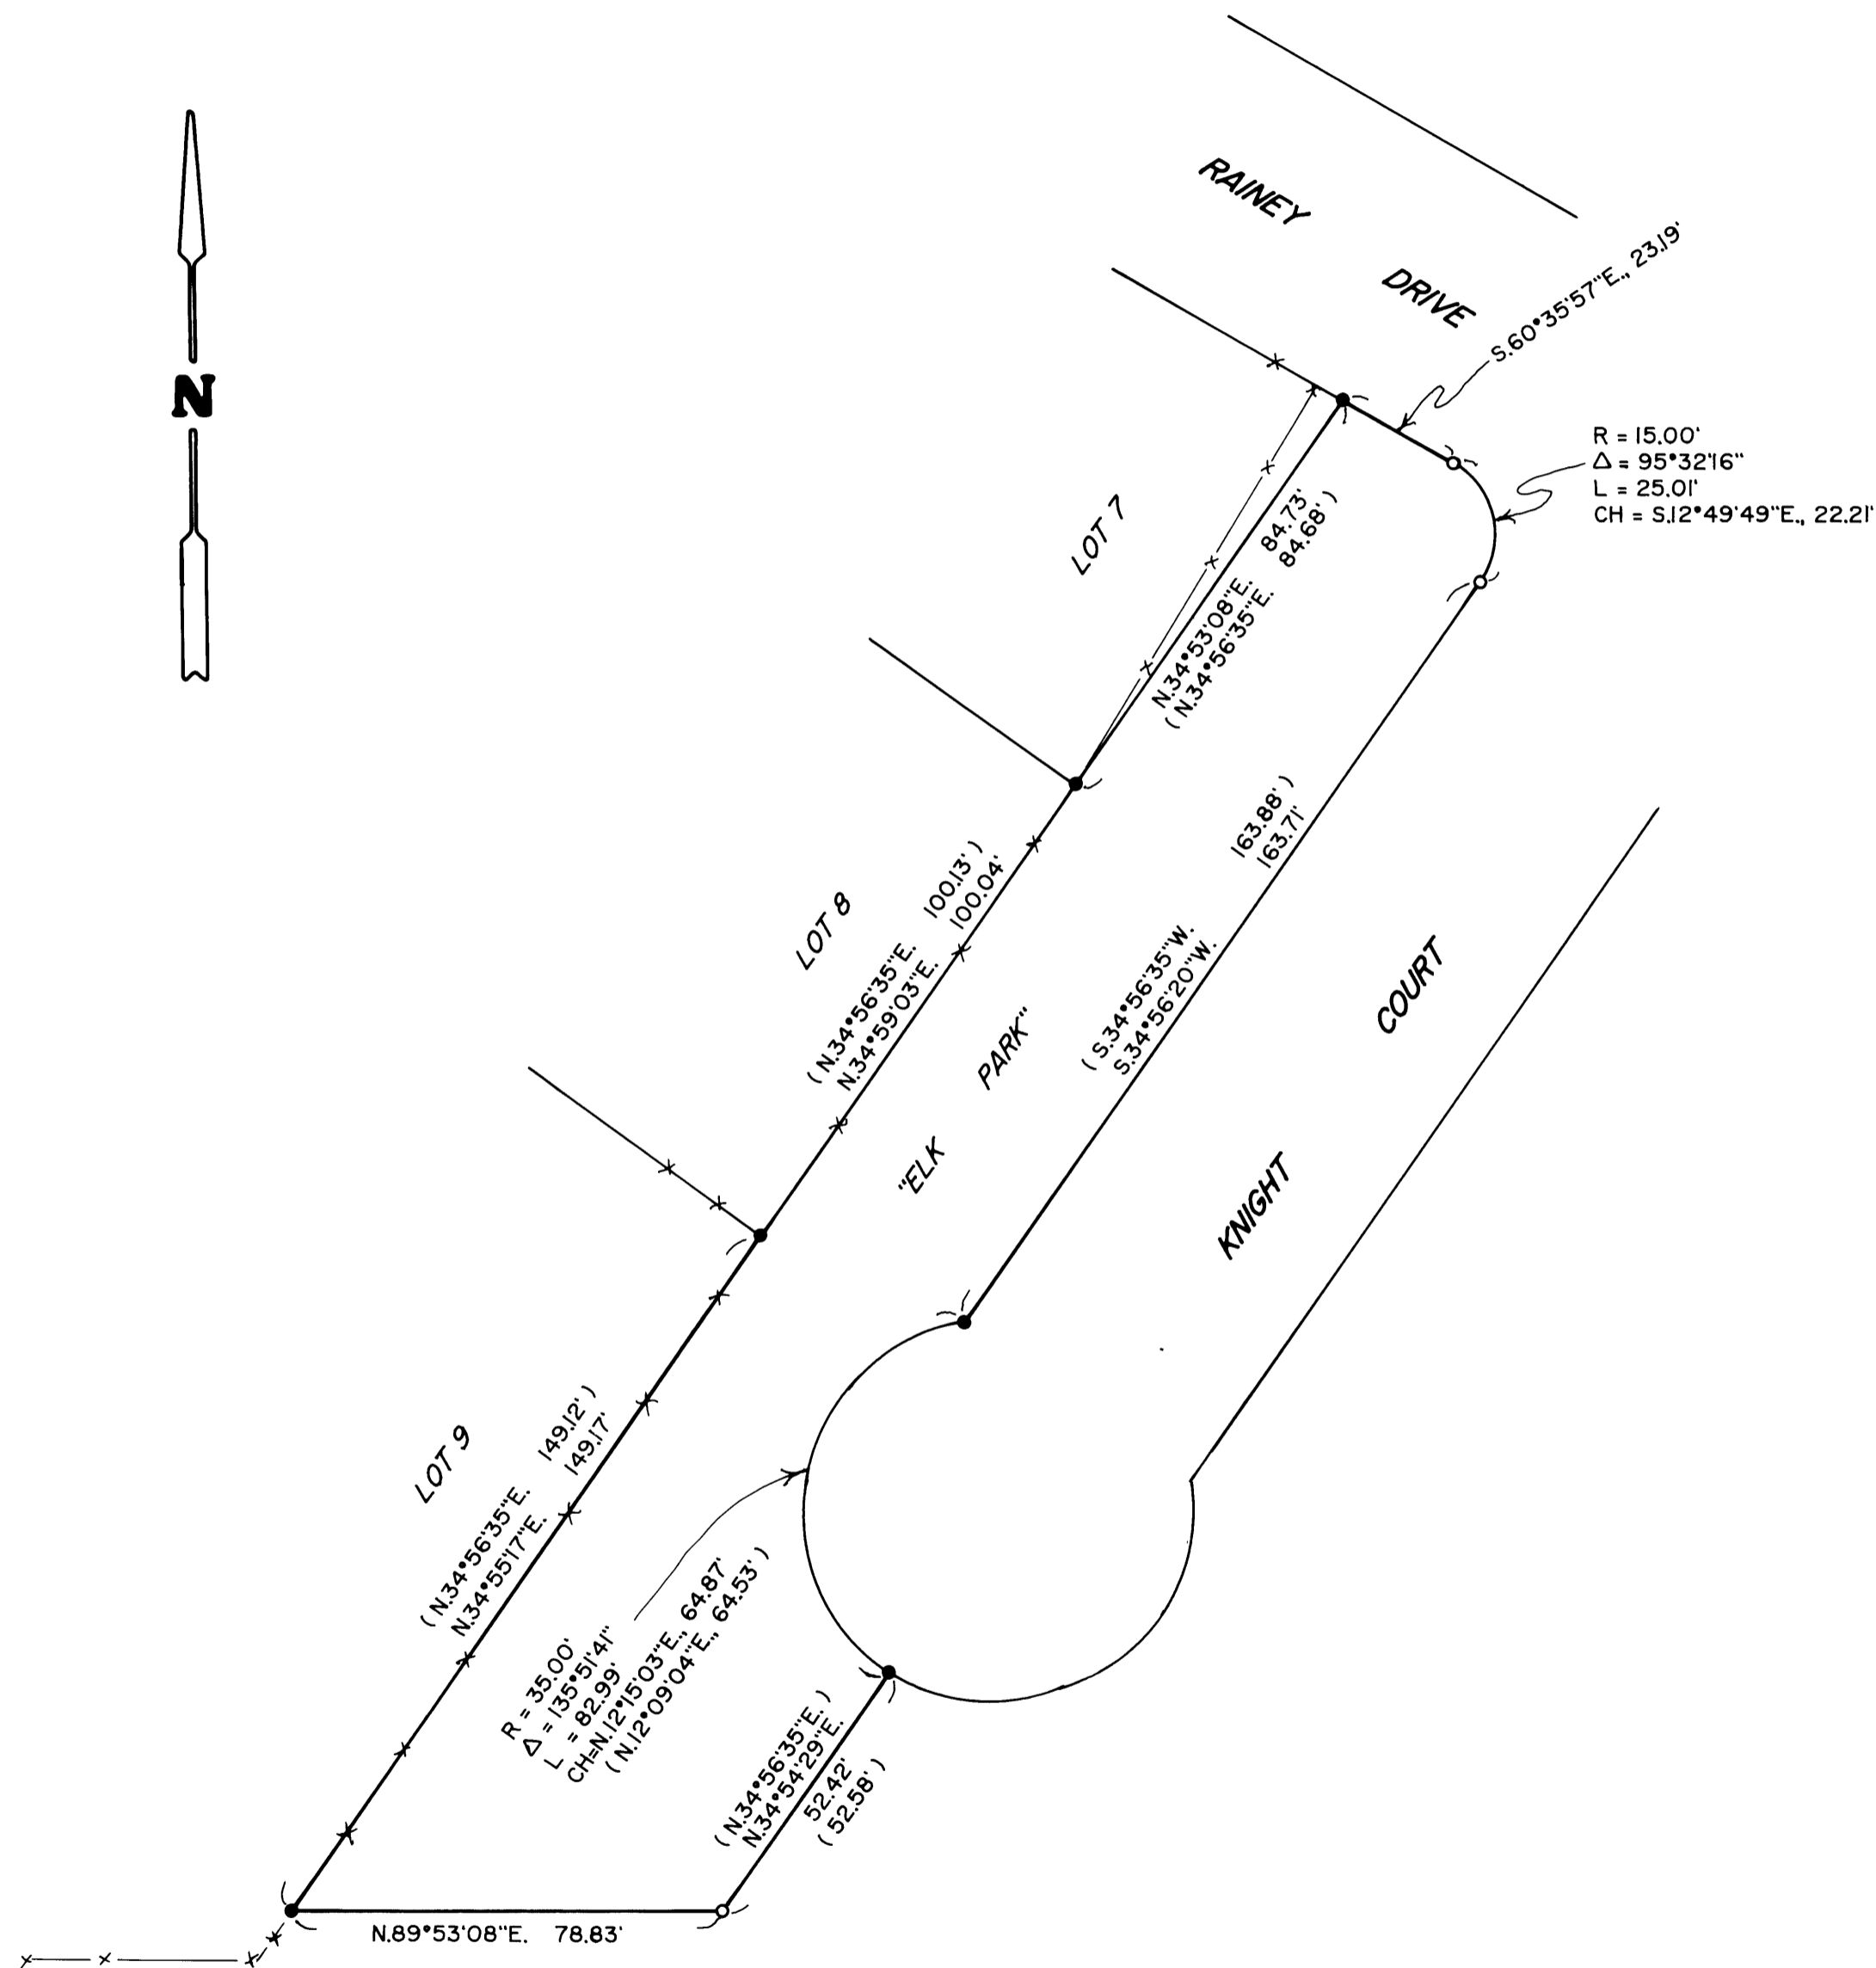 N
RAINEY
DRIVE
S.60°35'57"E., 23.19'
R = 15.00'
Δ = 95°32'16"
L = 25.01'
CH = S.12°49'49"E., 22.21'
LOT 7
N.34°53'08"E. 84.73'
( N.34°56'35"E. 84.68' )
LOT 8
( N.34°56'35"E. 100.13' )
N.34°59'03"E. 100.04'
"ELK PARK"
( S.34°56'35"W. 163.88' )
S.34°56'20"W. 163.71'
KNIGHT COURT
LOT 9
( N.34°56'35"E. 149.12' )
N.34°55'17"E. 149.17'
R = 35.00'
Δ = 135°51'41"
L = 82.99'
CH=N.12°15'03"E., 64.87'
( N.12°09'04"E., 64.53' )
( N.34°56'35"E. )
N.34°54'29"E.
52.42'
( 52.58' )
N.89°53'08"E. 78.83'